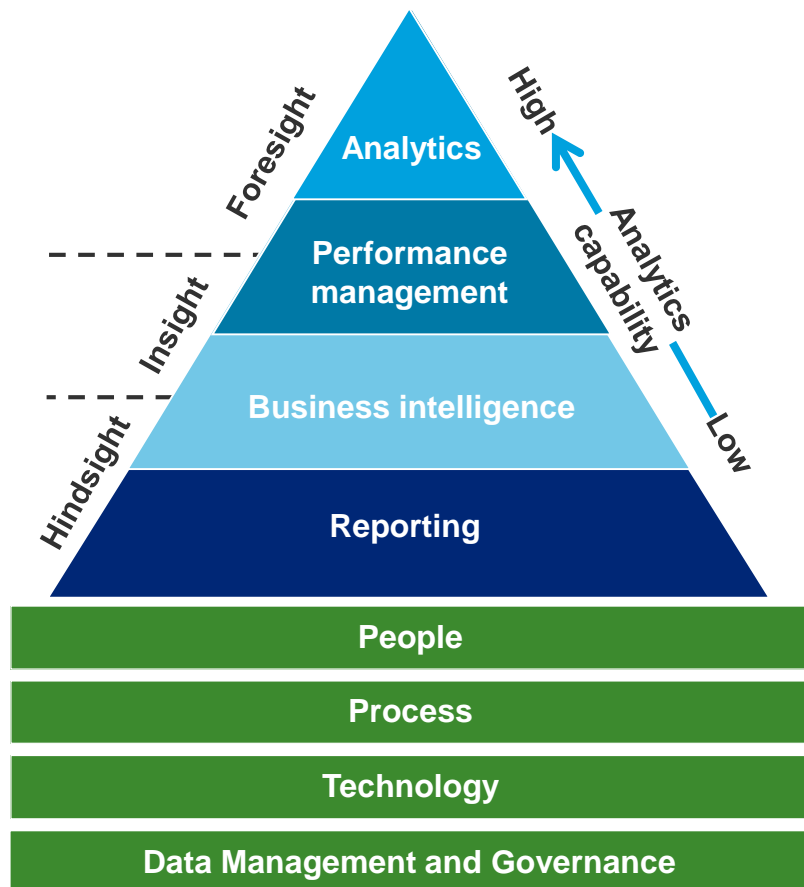 High
Foresight
Analytics
Analytics
capability
Performance
management
Insight
Business intelligence
Low
Hindsight
Reporting
People
Process
Technology
Data Management and Governance